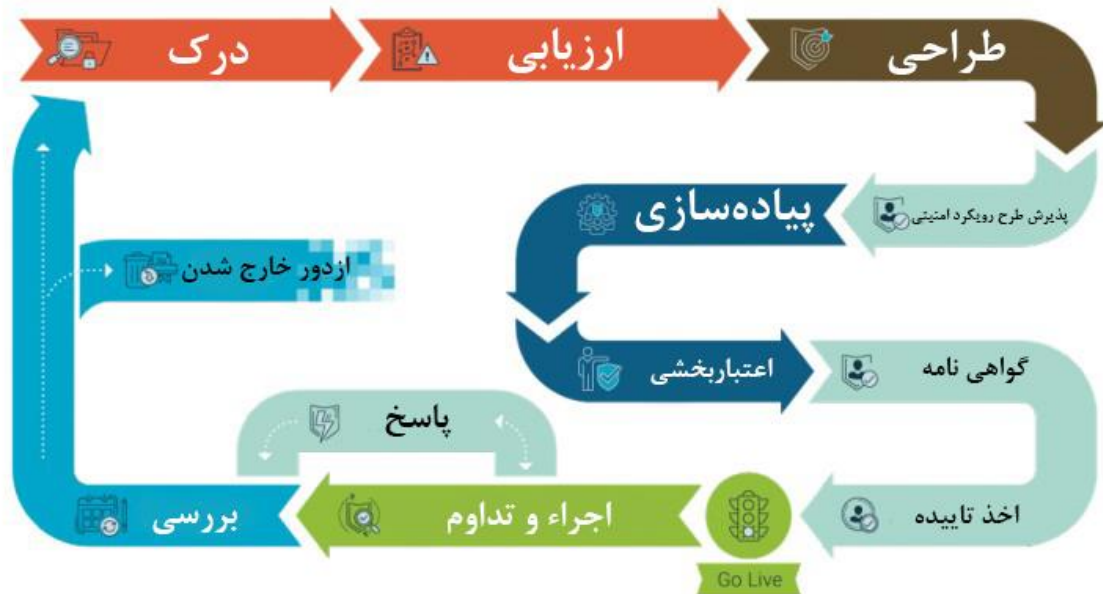 درک
ارزیابی
طراحی
پذیرش طرح رویکرد امنیتی
پیاده‌سازی
ازدور خارج شدن
اعتباربخشی
گواهی نامه
پاسخ
اخذ تاییده
Go Live
اجراء و تداوم
بررسی